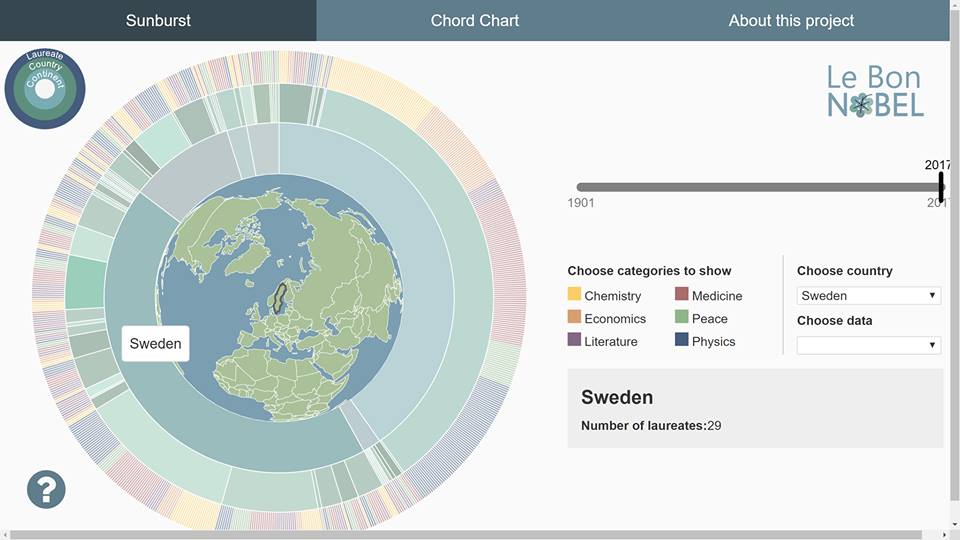 Sunburst
Chord Chart
About this project
Laureate
Country
Continent
Le Bon
NOBEL
2017
1901
201
Choose categories to show
Choose country
Chemistry
Medicine
Sweden
Economics
Peace
Choose data
Literature
Physics
Sweden
Sweden
Number of laureates:29
?